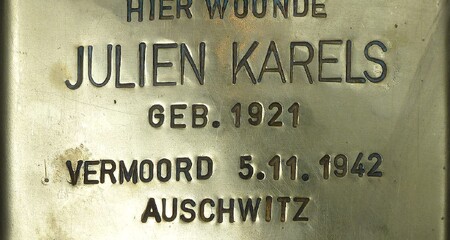 HIER WOONDE
JULIEN KARELS
GEB. 1921
VERMOORD 5.11.1942
AUSCHWITZ